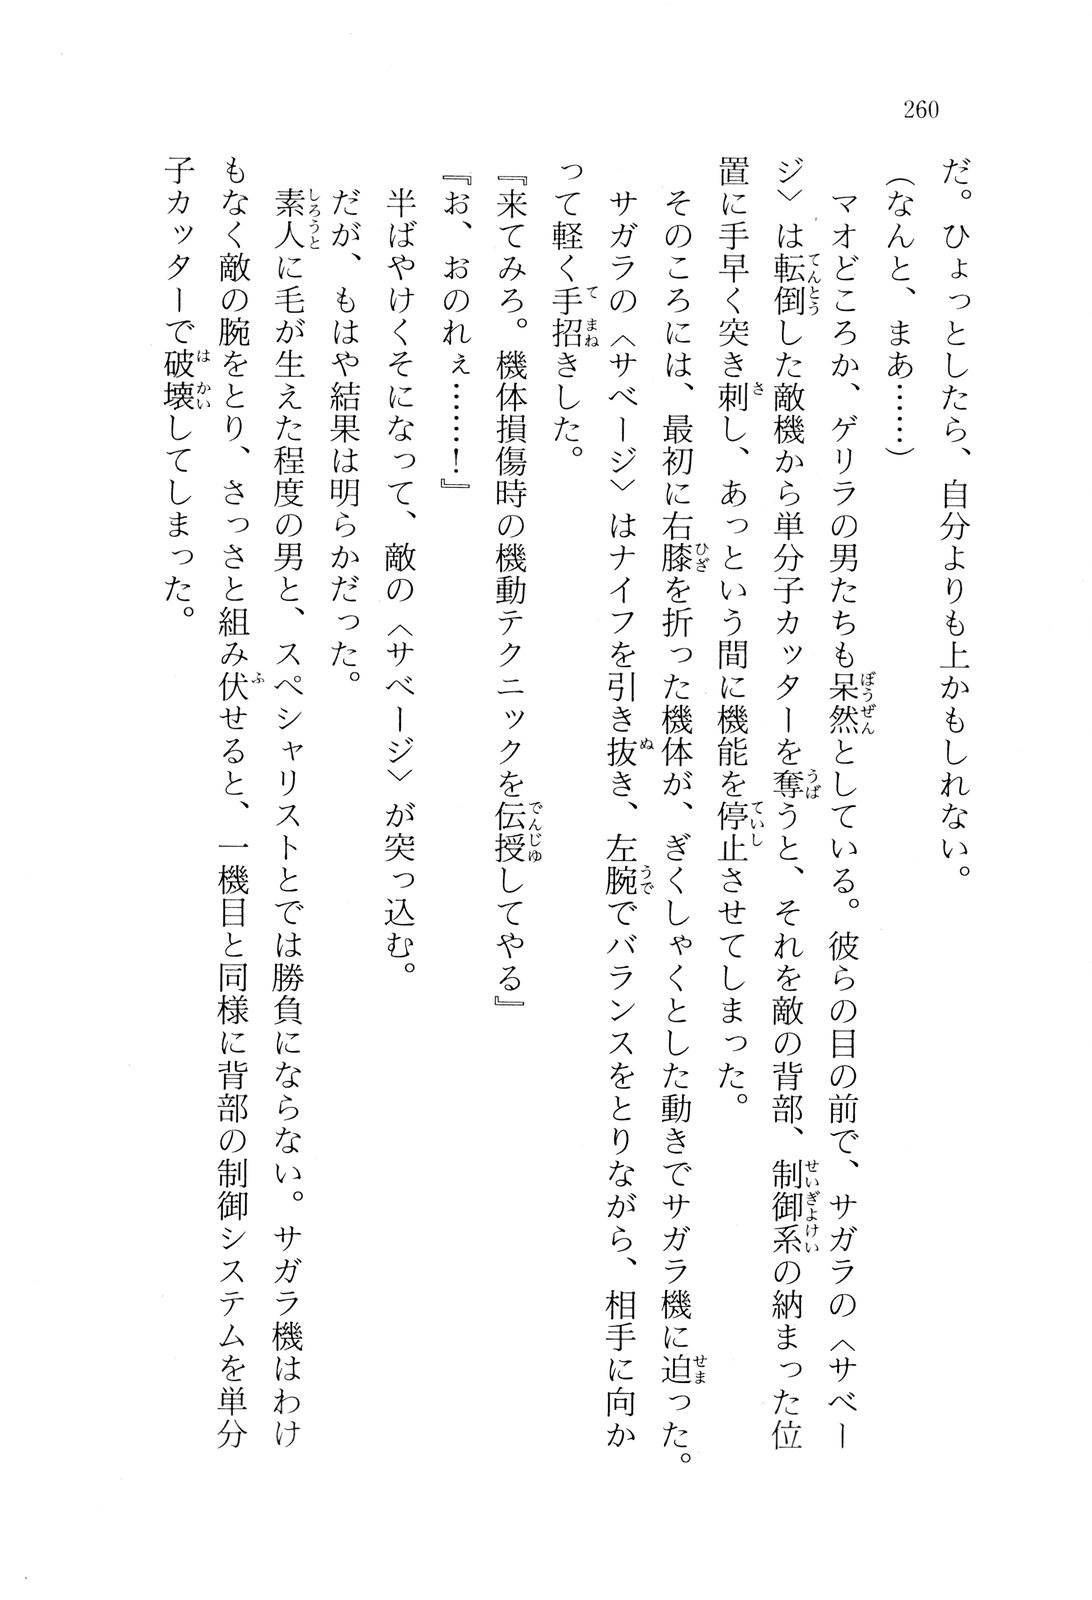 260
だ。ひょっとしたら、自分よりも上かもしれない。
（なんと、まあ……）
マオどころか、ゲリラの男たちも呆然としている。彼らの目の前で、サガラの〈サベー
ジ〉は転倒した敵機から単分子カッターを奪うと、それを敵の背部、制御系の納まった位
置に手早く突き刺し、あっという間に機能を停止させてしまった。
そのころには、最初に右膝を折った機体が、ぎくしゃくとした動きでサガラ機に迫った。
サガラの〈サベージ〉はナイフを引き抜き、左腕でバランスをとりながら、相手に向か
って軽く手招きした。
『来てみろ。機体損傷時の機動テクニックを伝授してやる』
『お、おのれぇ……！』
半ばやけくそになって、敵の〈サベージ〉が突っ込む。
だが、もはや結果は明らかだった。
素人に毛が生えた程度の男と、スペシャリストとでは勝負にならない。サガラ機はわけ
もなく敵の腕をとり、さっさと組み伏せると、一機目と同様に背部の制御システムを単分
子カッターで破壊してしまった。